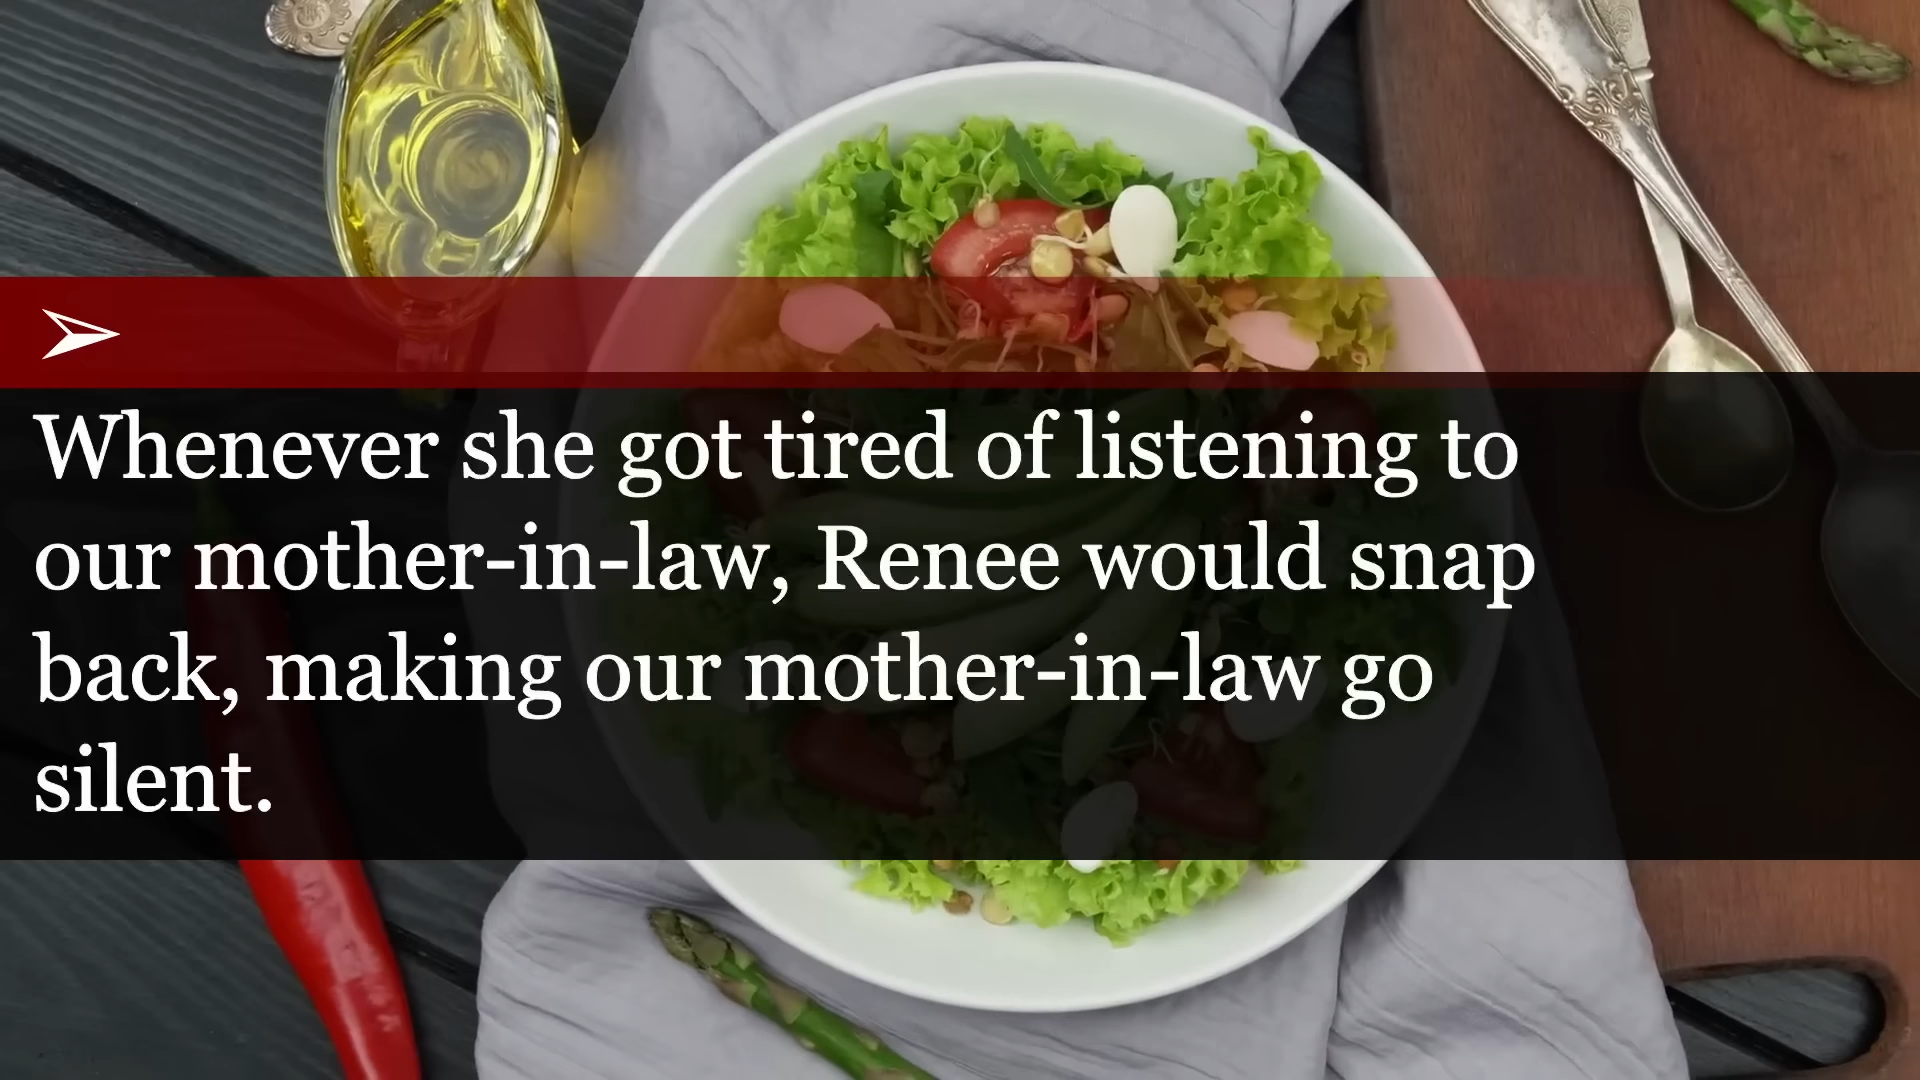 Whenever she got tired of listening to
our mother-in-law, Renee would snap
back, making our mother-in-law go
silent.